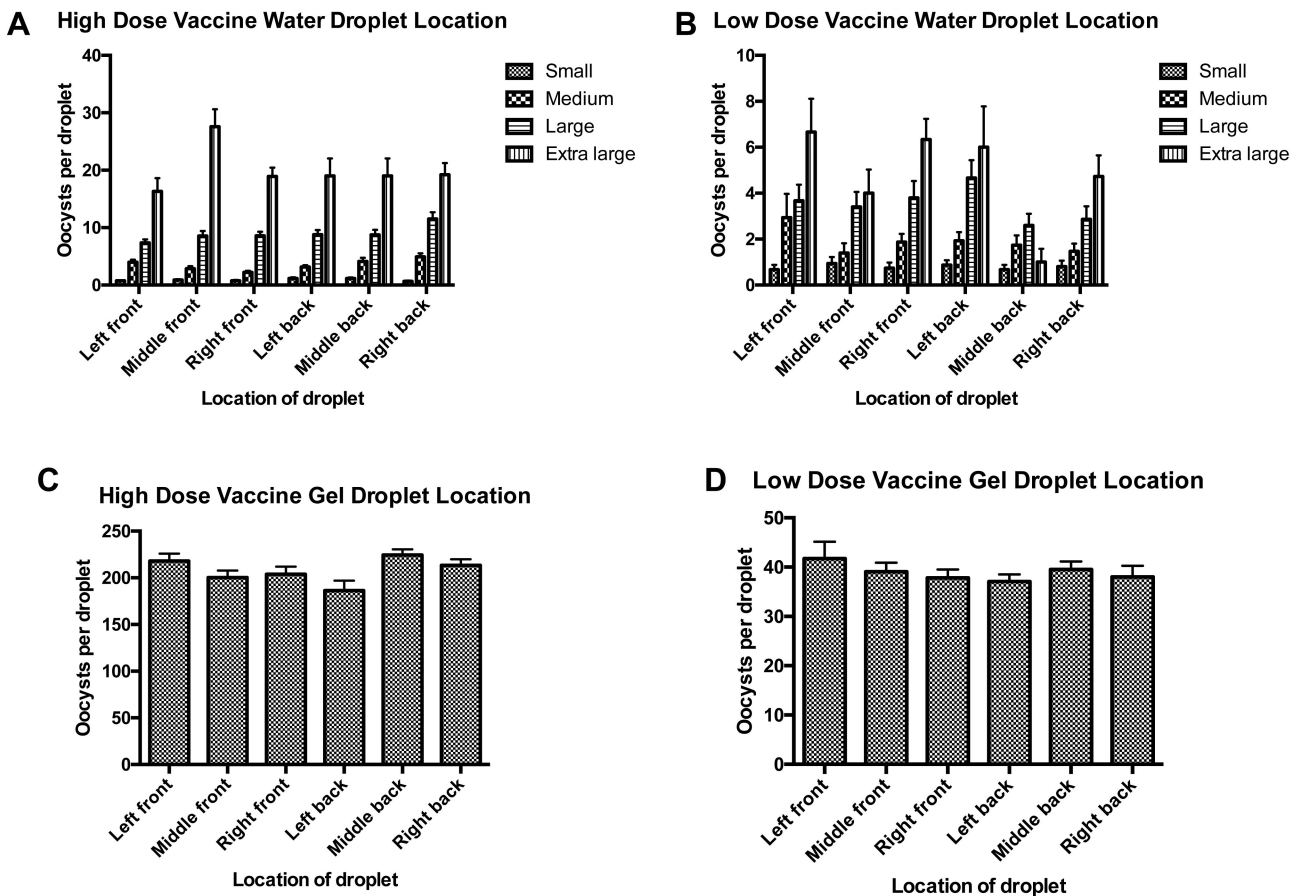 A
High Dose Vaccine Water Droplet Location
Oocysts per droplet
40
30
20
10
0
Left front
Middle front
Right front
Left back
Middle back
Right back
Location of droplet
Small
Medium
Large
Extra large
B
Low Dose Vaccine Water Droplet Location
Oocysts per droplet
10
8
6
4
2
0
Left front
Middle front
Right front
Left back
Middle back
Right back
Location of droplet
Small
Medium
Large
Extra large
C
High Dose Vaccine Gel Droplet Location
Oocysts per droplet
250
200
150
100
50
0
Left front
Middle front
Right front
Left back
Middle back
Right back
Location of droplet
D
Low Dose Vaccine Gel Droplet Location
Oocysts per droplet
50
40
30
20
10
0
Left front
Middle front
Right front
Left back
Middle back
Right back
Location of droplet